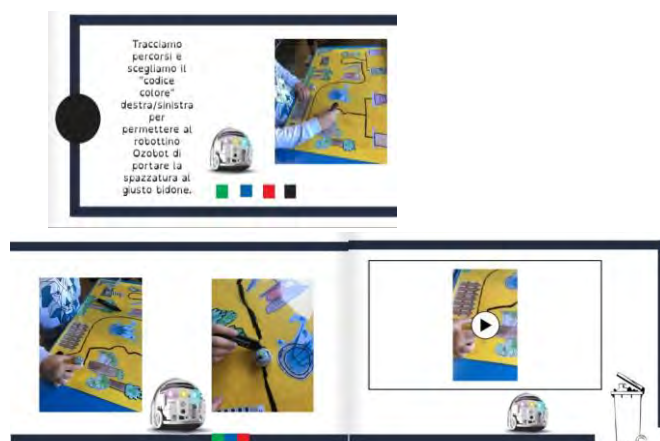 Tracciamo
percorsi e
scegliamo il
"codice
colore"
destra/sinistra
per
permettere al
robottino
Ozobot di
portare la
spazzatura al
giusto bidone.